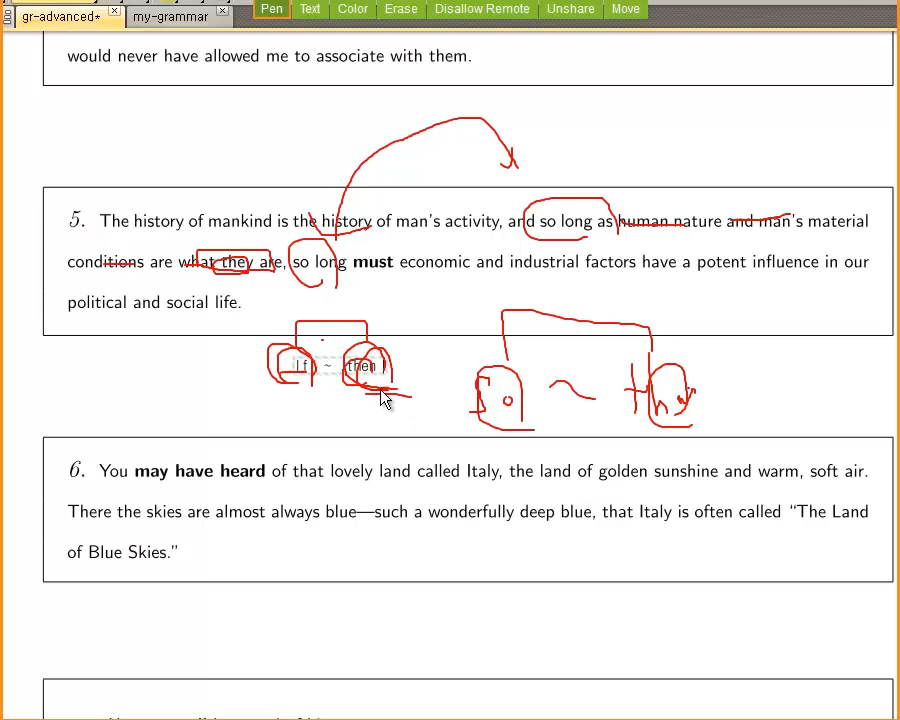 Pen Text Color Erase Disallow Remote Unshare Move
gr-advanced* my-grammar
would never have allowed me to associate with them.
5. The history of mankind is the history of man's activity, and so long as human nature and man's material
conditions are what they are, so long must economic and industrial factors have a potent influence in our
political and social life.
If ~ then
so ~ that
6. You may have heard of that lovely land called Italy, the land of golden sunshine and warm, soft air.
There the skies are almost always blue—such a wonderfully deep blue, that Italy is often called “The Land
of Blue Skies.”